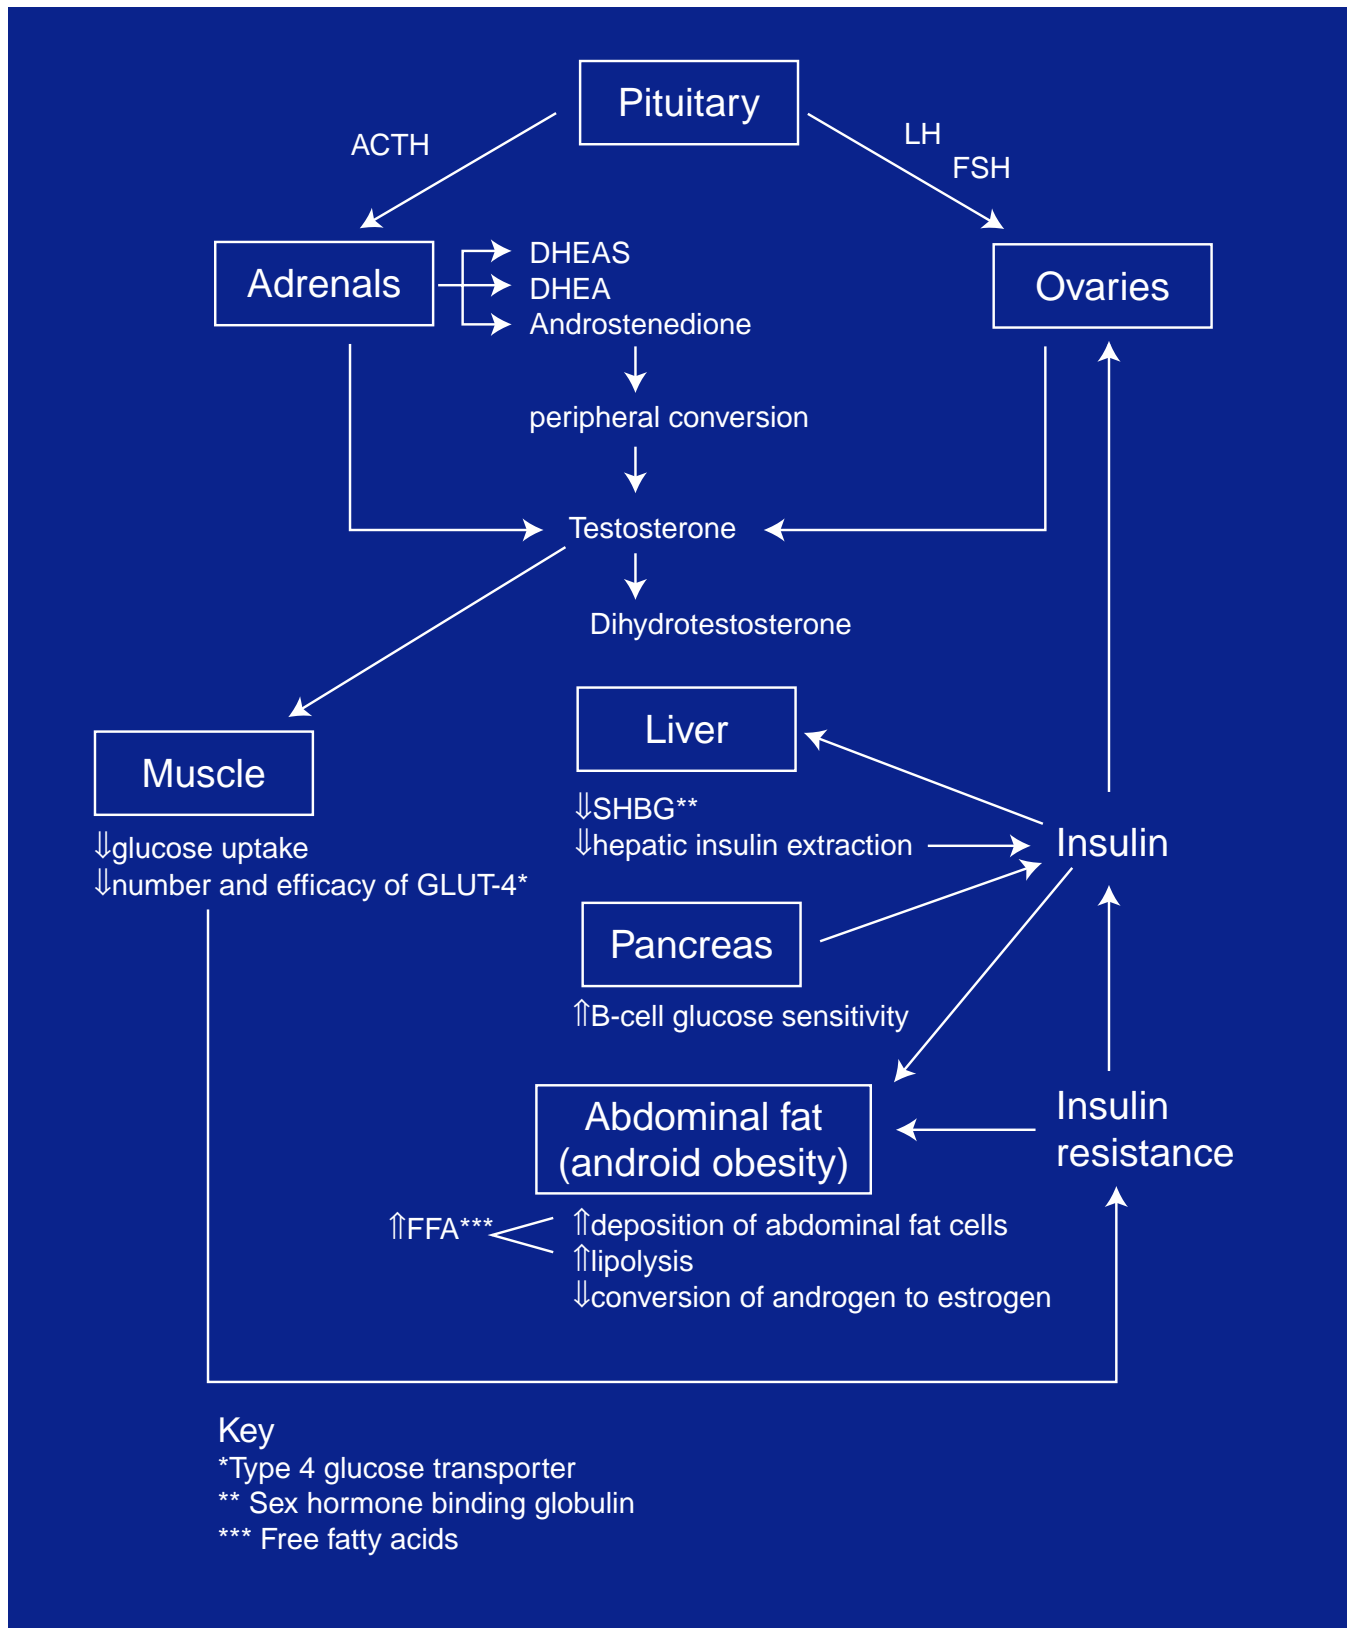 Pituitary
ACTH
LH
FSH
Adrenals
DHEAS
DHEA
Androstenedione
Ovaries
peripheral conversion
Testosterone
Dihydrotestosterone
Liver
Muscle
⇓SHBG**
⇓hepatic insulin extraction
Insulin
⇓glucose uptake
⇓number and efficacy of GLUT-4*
Pancreas
⇑B-cell glucose sensitivity
Abdominal fat
(android obesity)
Insulin
resistance
⇑FFA***
⇑deposition of abdominal fat cells
⇑lipolysis
⇓conversion of androgen to estrogen
Key
*Type 4 glucose transporter
** Sex hormone binding globulin
*** Free fatty acids